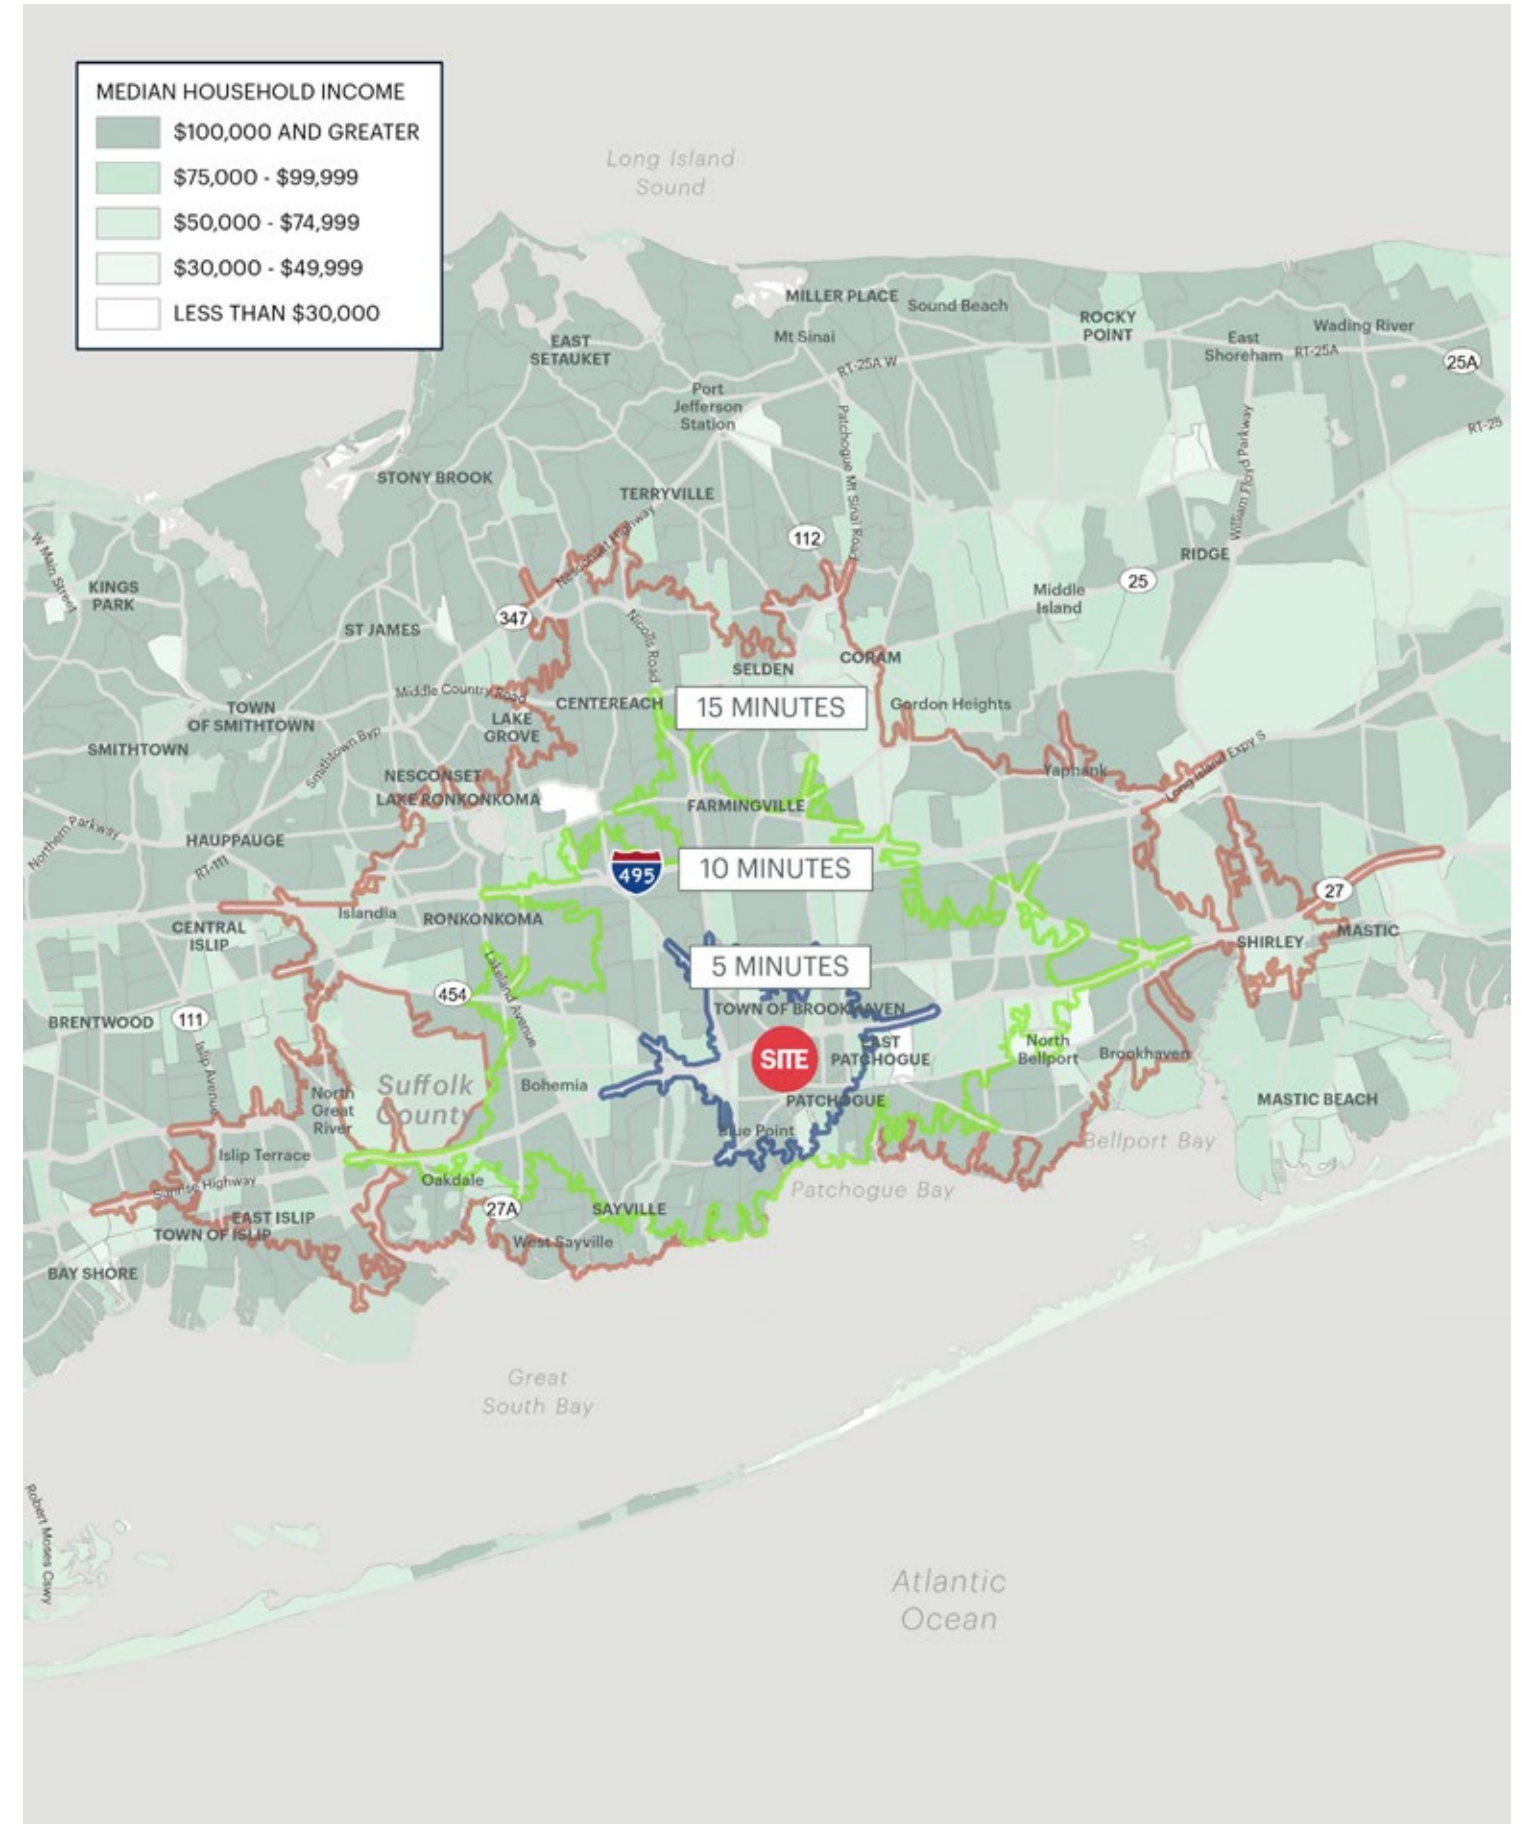 MEDIAN HOUSEHOLD INCOME
$100,000 AND GREATER
$75,000 - $99,999
$50,000 - $74,999
$30,000 - $49,999
LESS THAN $30,000
Long Island
Sound
MILLER PLACE
Sound Beach
ROCKY
POINT
Wading River
Mt Sinai
East
Shoreham
RT-25A
25A
EAST
SETAUKET
RT-25A W
Port
Jefferson
Station
Patchogue Mt Sinai Road
William Floyd Parkway
RT-25
STONY BROOK
TERRYVILLE
Nesconset Highway
112
W Main Street
RIDGE
KINGS
PARK
25
Middle
Island
347
ST JAMES
Nicolls Road
SELDEN
CORAM
Middle Country Road
CENTEREACH
15 MINUTES
Gordon Heights
TOWN
OF SMITHTOWN
LAKE
GROVE
SMITHTOWN
Smithtown Byp
Long Island Expy S
NESCONSET
Yaphank
LAKE RONKONKOMA
FARMINGVILLE
Northern Parkway
HAUPPAUGE
RT-111
495
10 MINUTES
27
Islandia
RONKONKOMA
CENTRAL
ISLIP
SHIRLEY
MASTIC
5 MINUTES
454
Lakeland Avenue
TOWN OF BROOKHAVEN
BRENTWOOD
111
Islip Avenue
SITE
EAST
PATCHOGUE
North
Bellport
Brookhaven
Suffolk
County
Bohemia
North
Great
River
PATCHOGUE
MASTIC BEACH
Blue Point
Bellport Bay
Islip Terrace
Sunrise Highway
Oakdale
Patchogue Bay
27A
SAYVILLE
EAST ISLIP
TOWN OF ISLIP
West Sayville
BAY SHORE
Great
South Bay
Robert Moses Cswy
Atlantic
Ocean